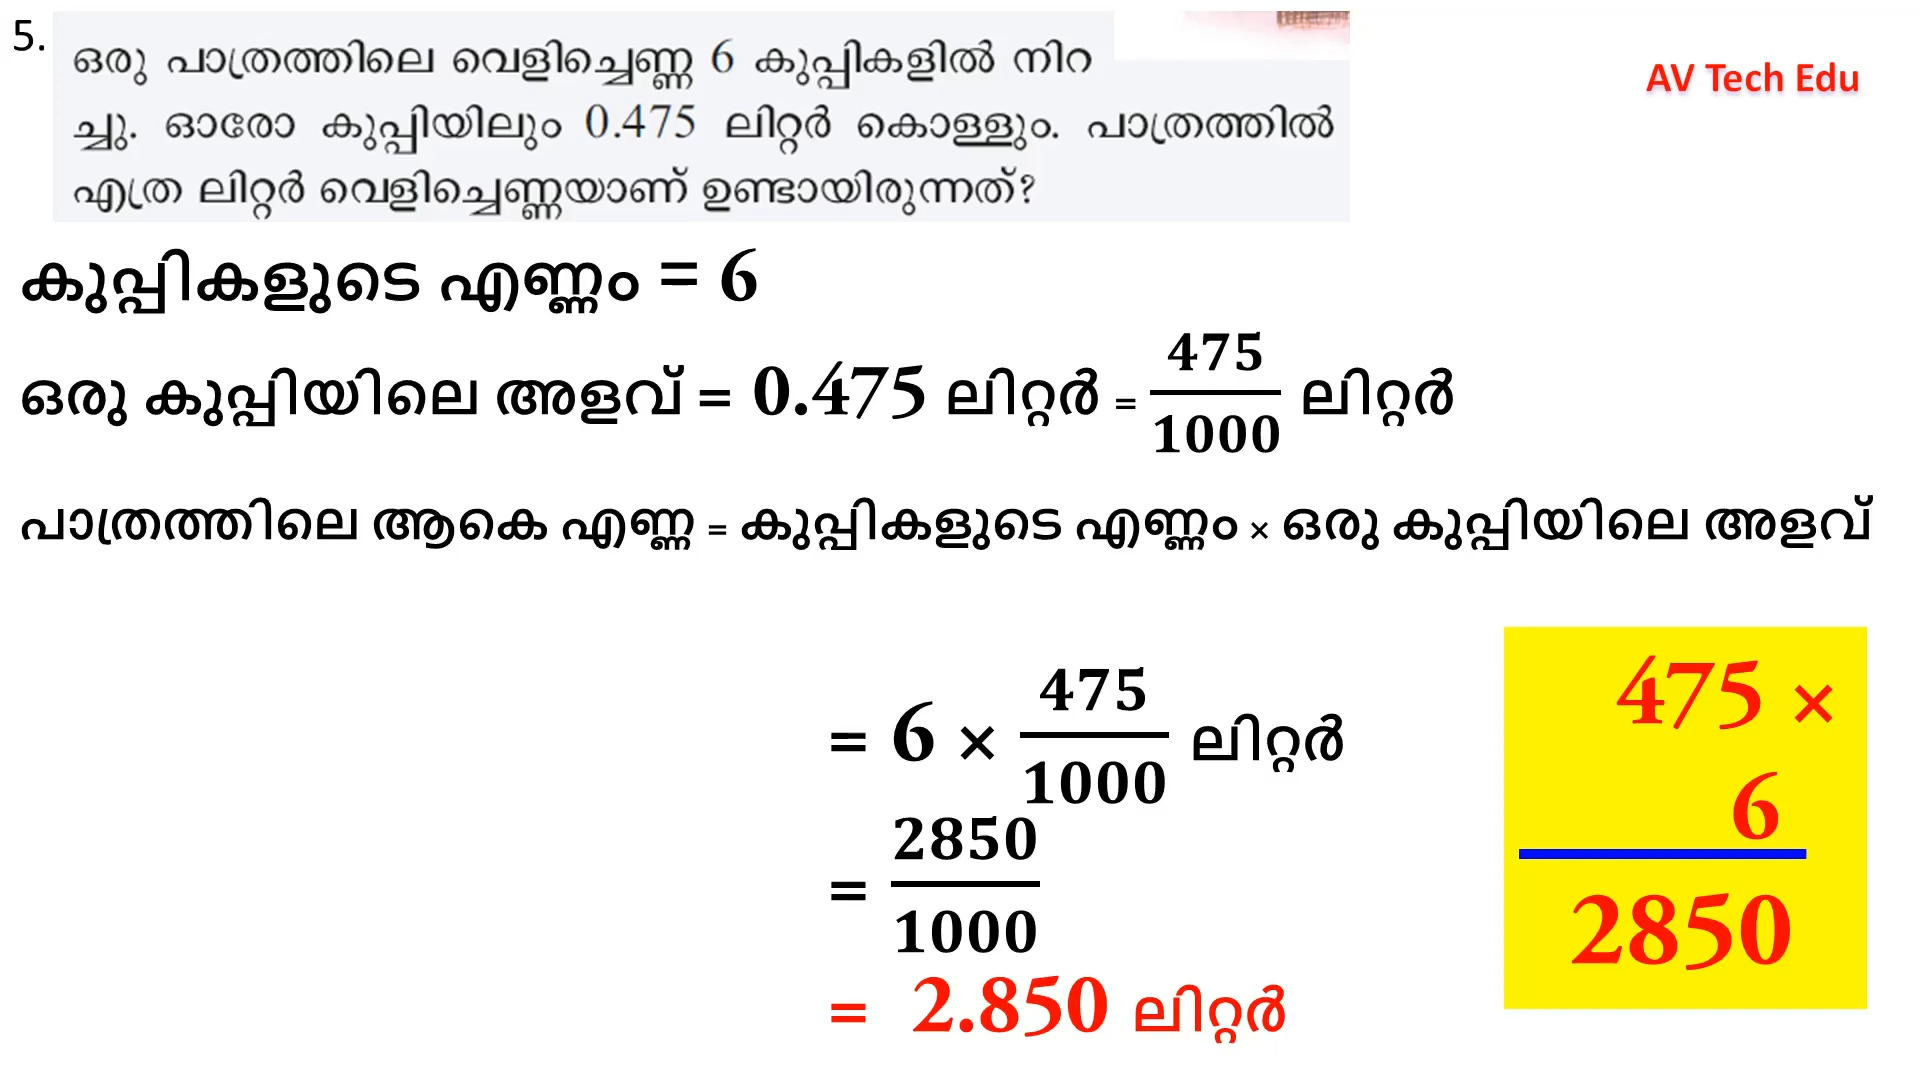 5.
ഒരു പാത്രത്തിലെ വെളിച്ചെണ്ണ 6 കുപ്പികളിൽ നിറ
ച്ചു. ഓരോ കുപ്പിയിലും 0.475 ലിറ്റർ കൊള്ളും. പാത്രത്തിൽ
എത്ര ലിറ്റർ വെളിച്ചെണ്ണയാണ് ഉണ്ടായിരുന്നത്?
AV Tech Edu
കുപ്പികളുടെ എണ്ണം = 6
ഒരു കുപ്പിയിലെ അളവ് = 0.475 ലിറ്റർ = 475/1000 ലിറ്റർ
പാത്രത്തിലെ ആകെ എണ്ണ = കുപ്പികളുടെ എണ്ണം × ഒരു കുപ്പിയിലെ അളവ്
= 6 × 475/1000 ലിറ്റർ
= 2850/1000
= 2.850 ലിറ്റർ
475 ×
6
2850